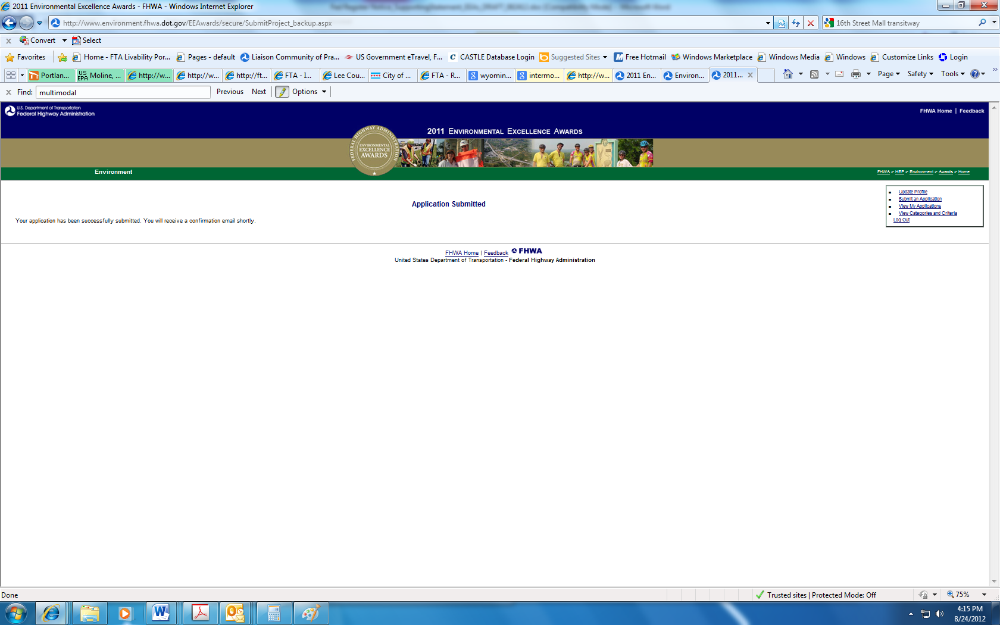 2011 Environmental Excellence Awards - FHWA - Windows Internet Explorer
http://www.environment.fhwa.dot.gov/EEAwards/secure/SubmitProject_backup.aspx
16th Street Mall transitway
x Convert Select
Favorites Home - FTA Livability Por... Pages - default Liaison Community of Pra... US Government eTravel, F... CASTLE Database Login Suggested Sites Free Hotmail Windows Marketplace Windows Media Windows Customize Links Login
Portlan... US EPA Moline, ... http://w... http://w... http://ft... FTA - I... Lee Cou... City of ... FTA - R... wyomin... intermo... http://w... 2011 En... Environ... 2011... x Page Safety Tools
x Find: multimodal Previous Next Options
U.S. Department of Transportation
Federal Highway Administration
FHWA Home | Feedback
2011 Environmental Excellence Awards
FEDERAL HIGHWAY ADMINISTRATION
ENVIRONMENTAL
EXCELLENCE
AWARDS
Environment
FHWA > HEP > Environment > Awards > Home
Update Profile
Submit an Application
View My Applications
View Categories and Criteria
Log Out
Application Submitted
Your application has been successfully submitted. You will receive a confirmation email shortly.
FHWA Home | Feedback FHWA
United States Department of Transportation - Federal Highway Administration
Done
Trusted sites | Protected Mode: Off
75%
4:15 PM
8/24/2012